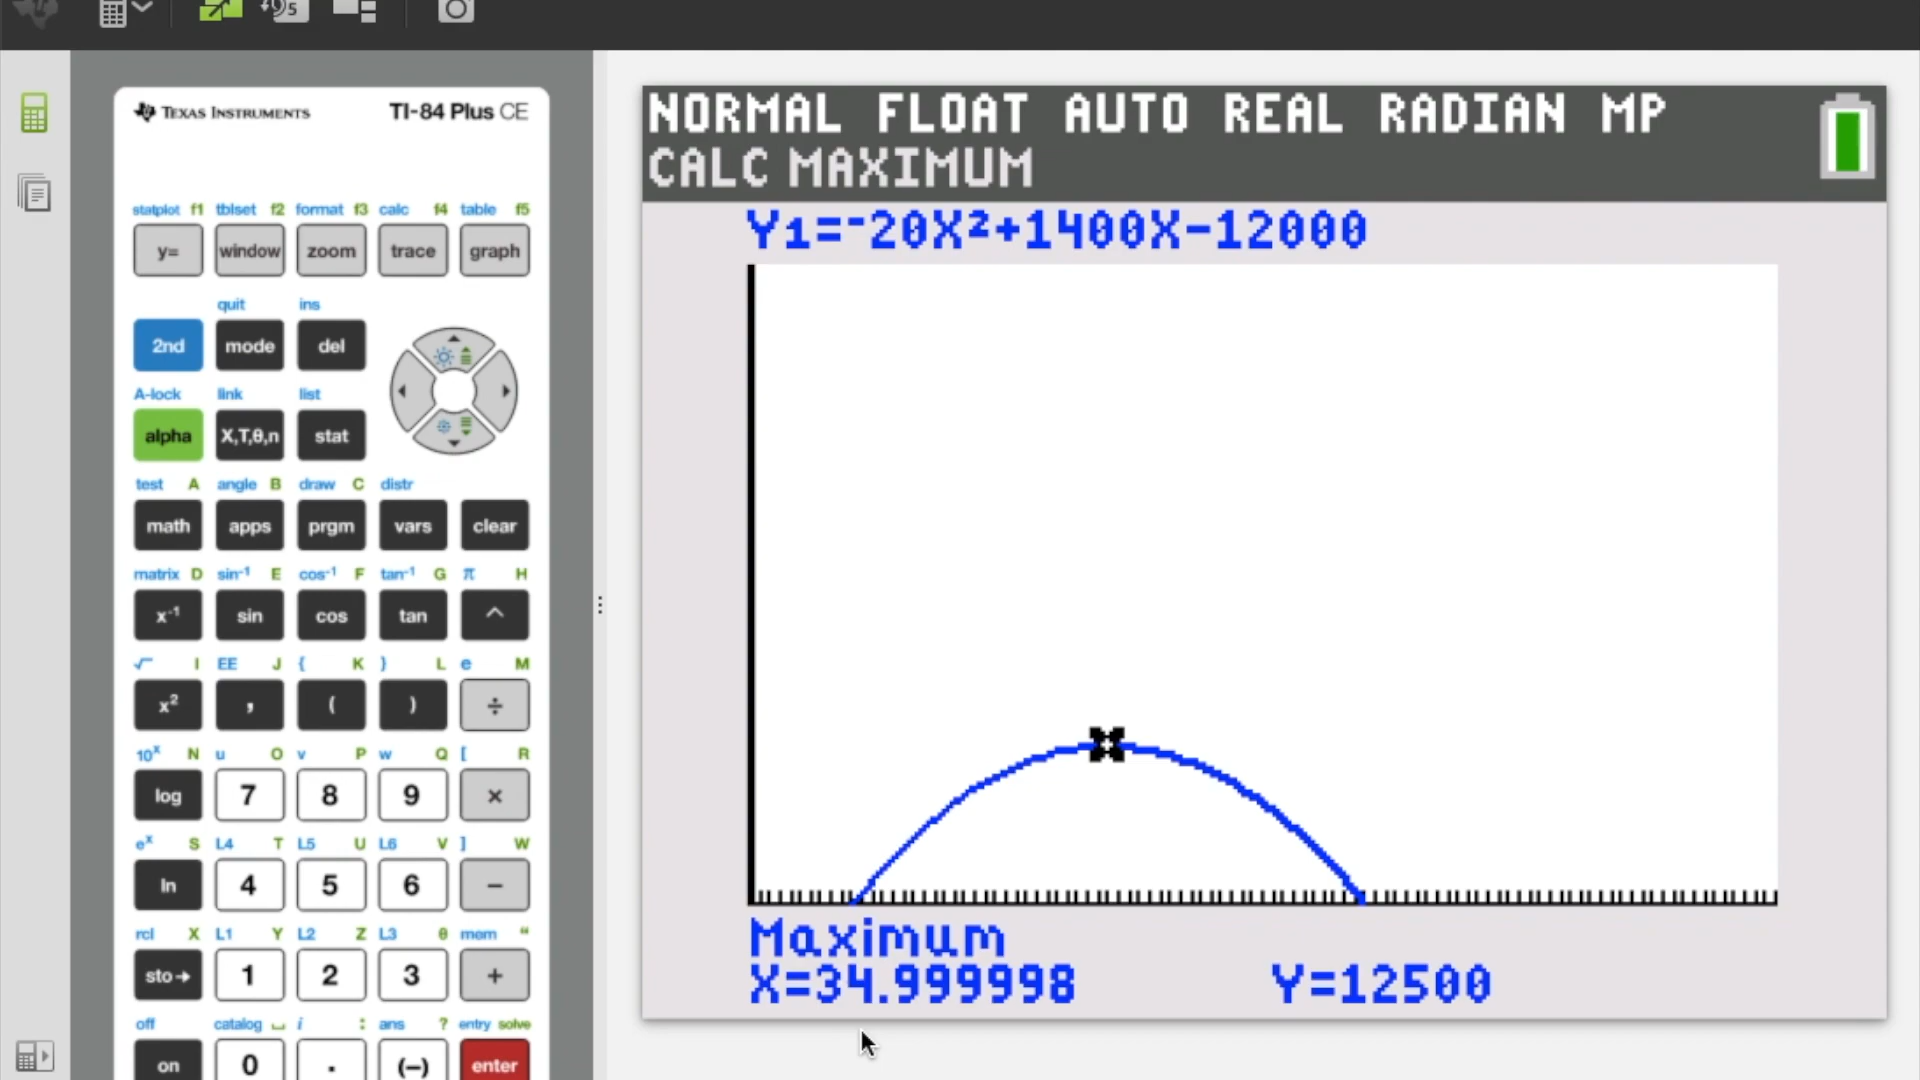 TEXAS INSTRUMENTS TI-84 Plus CE
statplot f1 tblset f2 format f3 calc f4 table f5
y= window zoom trace graph
quit ins
2nd mode del
A-lock link list
alpha X,T,θ,n stat
test A angle B draw C distr
math apps prgm vars clear
matrix D sin⁻¹ E cos⁻¹ F tan⁻¹ G π H
x⁻¹ sin cos tan ^
√ I EE J { K } L e M
x² , ( ) ÷
10ˣ N u O v P w Q [ R
log 7 8 9 ×
eˣ S L4 T L5 U L6 V ] W
ln 4 5 6 −
rcl X L1 Y L2 Z L3 θ mem "
sto→ 1 2 3 +
off catalog ⎵ i : ans ? entry solve
on 0 . (−) enter
NORMAL FLOAT AUTO REAL RADIAN MP
CALC MAXIMUM
Y₁=⁻20X²+1400X−12000
Maximum
X=34.999998 Y=12500